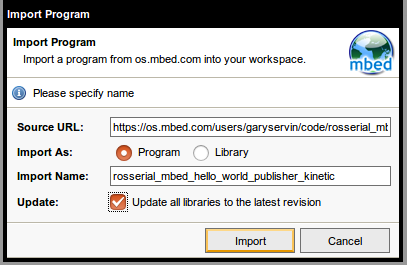 Import Program
Import Program
Import a program from os.mbed.com into your workspace.
mbed
Please specify name
Source URL: https://os.mbed.com/users/garyservin/code/rosserial_mb
Import As: Program Library
Import Name: rosserial_mbed_hello_world_publisher_kinetic
Update: Update all libraries to the latest revision
Import Cancel